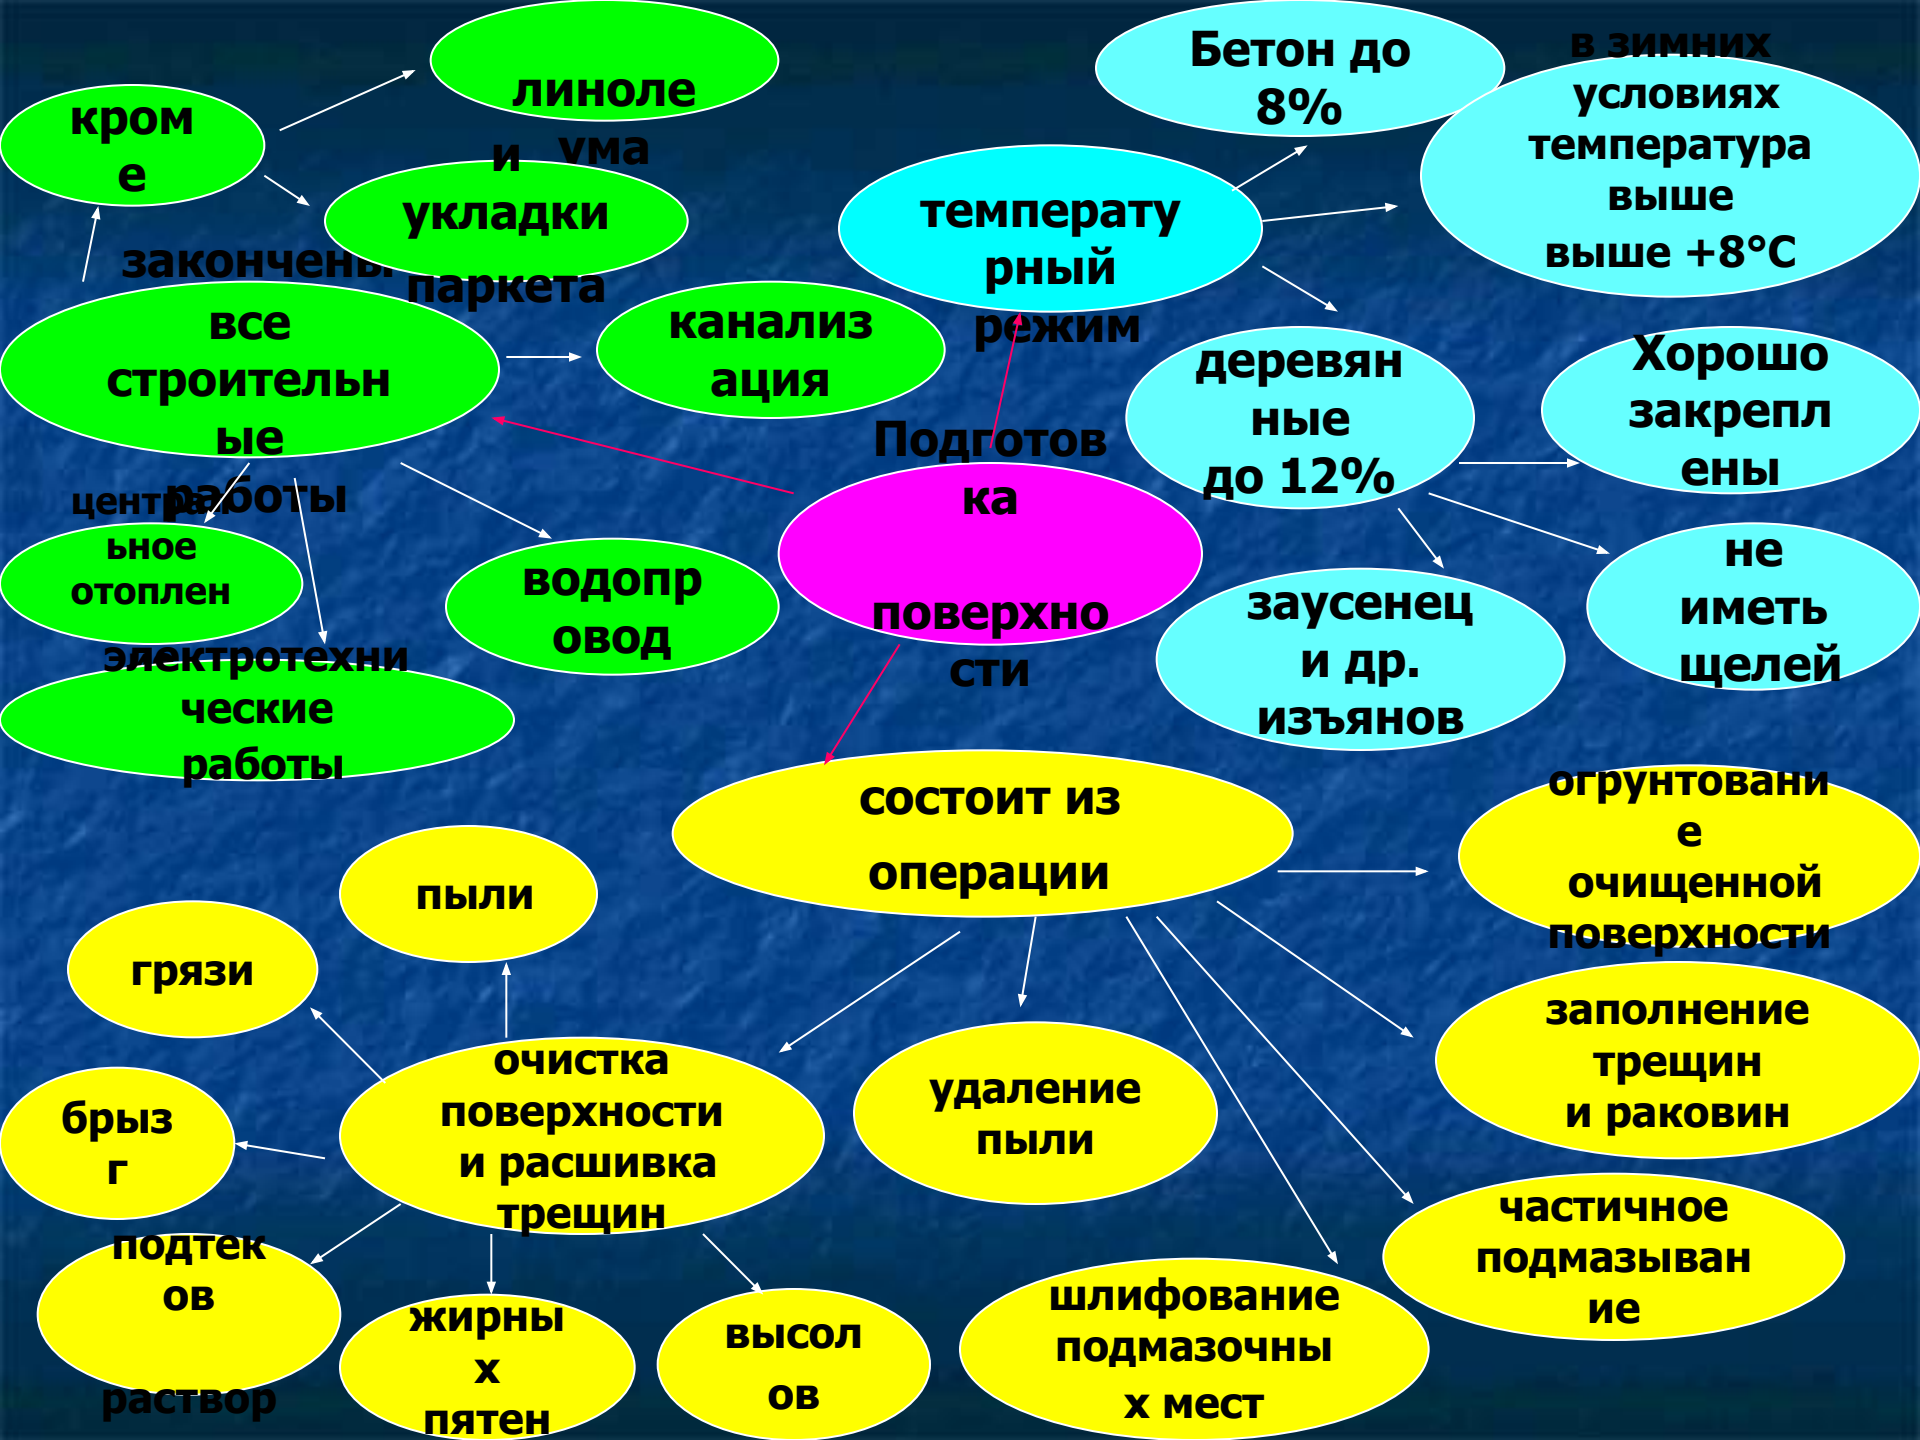 кром
е
линоле
ума
и
укладки
паркета
закончены
все
строительн
ые
работы
канализ
ация
централ
ьное
отоплен
электротехни
ческие
работы
водопр
овод
Подготов
ка
поверхно
сти
температу
рный
режим
Бетон до
8%
в зимних
условиях
температура
выше
выше +8°С
деревян
ные
до 12%
Хорошо
закрепл
ены
не
иметь
щелей
заусенец
и др.
изъянов
состоит из
операции
огрунтовани
е
очищенной
поверхности
заполнение
трещин
и раковин
частичное
подмазыван
ие
шлифование
подмазочны
х мест
удаление
пыли
очистка
поверхности
и расшивка
трещин
пыли
грязи
брыз
г
подтек
ов
раствор
жирны
х
пятен
высол
ов